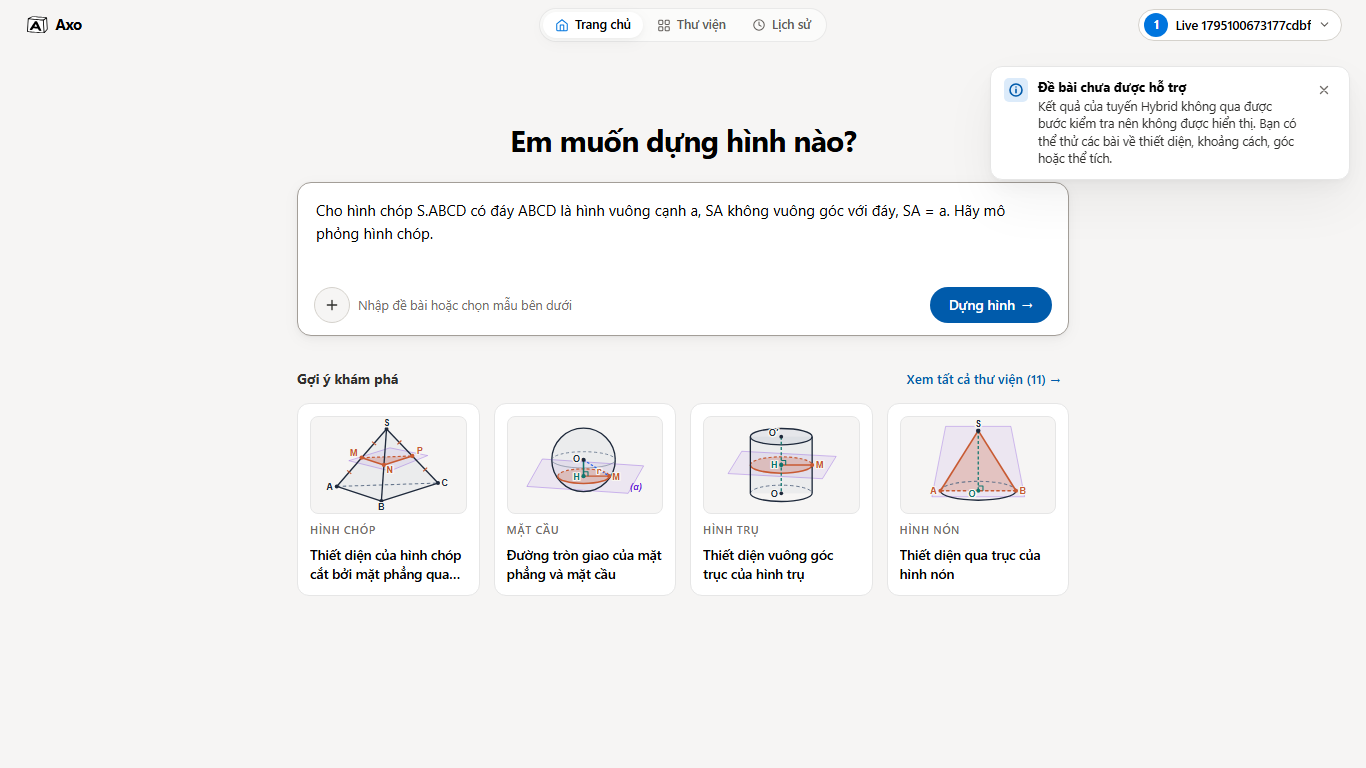 Axo
Trang chủ
Thư viện
Lịch sử
1
Live 1795100673177cdbf
Đề bài chưa được hỗ trợ
Kết quả của tuyến Hybrid không qua được
bước kiểm tra nên không được hiển thị. Bạn có
thể thử các bài về thiết diện, khoảng cách, góc
hoặc thể tích.
Em muốn dựng hình nào?
Cho hình chóp S.ABCD có đáy ABCD là hình vuông cạnh a, SA không vuông góc với đáy, SA = a. Hãy mô
phỏng hình chóp.
Nhập đề bài hoặc chọn mẫu bên dưới
Dựng hình →
Gợi ý khám phá
Xem tất cả thư viện (11) →
S
M
P
N
A
C
B
HÌNH CHÓP
Thiết diện của hình chóp
cắt bởi mặt phẳng qua...
O
r
H
M
(α)
MẶT CẦU
Đường tròn giao của mặt
phẳng và mặt cầu
O'
H
M
O
HÌNH TRỤ
Thiết diện vuông góc
trục của hình trụ
S
A
O
B
HÌNH NÓN
Thiết diện qua trục của
hình nón